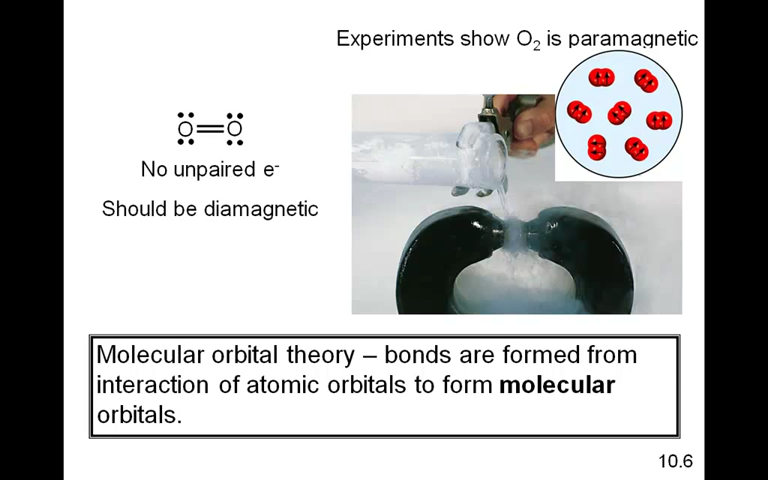 Experiments show O₂ is paramagnetic
O=O
No unpaired e⁻
Should be diamagnetic
Molecular orbital theory – bonds are formed from
interaction of atomic orbitals to form molecular
orbitals.
10.6